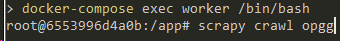 > docker-compose exec worker /bin/bash
root@6553996d4a0b:/app# scrapy crawl opgg